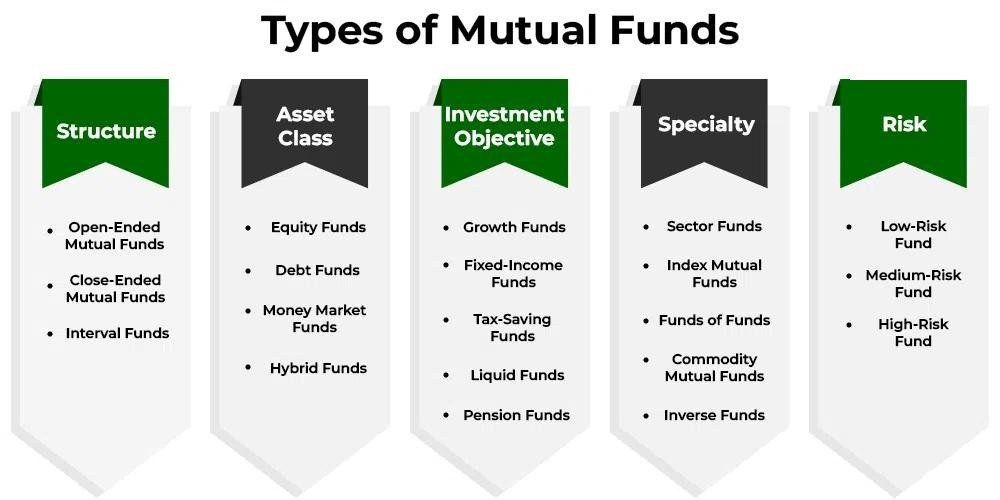 Types of Mutual Funds
Structure
Open-Ended
Mutual Funds
Close-Ended
Mutual Funds
Interval Funds
Asset
Class
Equity Funds
Debt Funds
Money Market
Funds
Hybrid Funds
Investment
Objective
Growth Funds
Fixed-Income
Funds
Tax-Saving
Funds
Liquid Funds
Pension Funds
Specialty
Sector Funds
Index Mutual
Funds
Funds of Funds
Commodity
Mutual Funds
Inverse Funds
Risk
Low-Risk
Fund
Medium-Risk
Fund
High-Risk
Fund